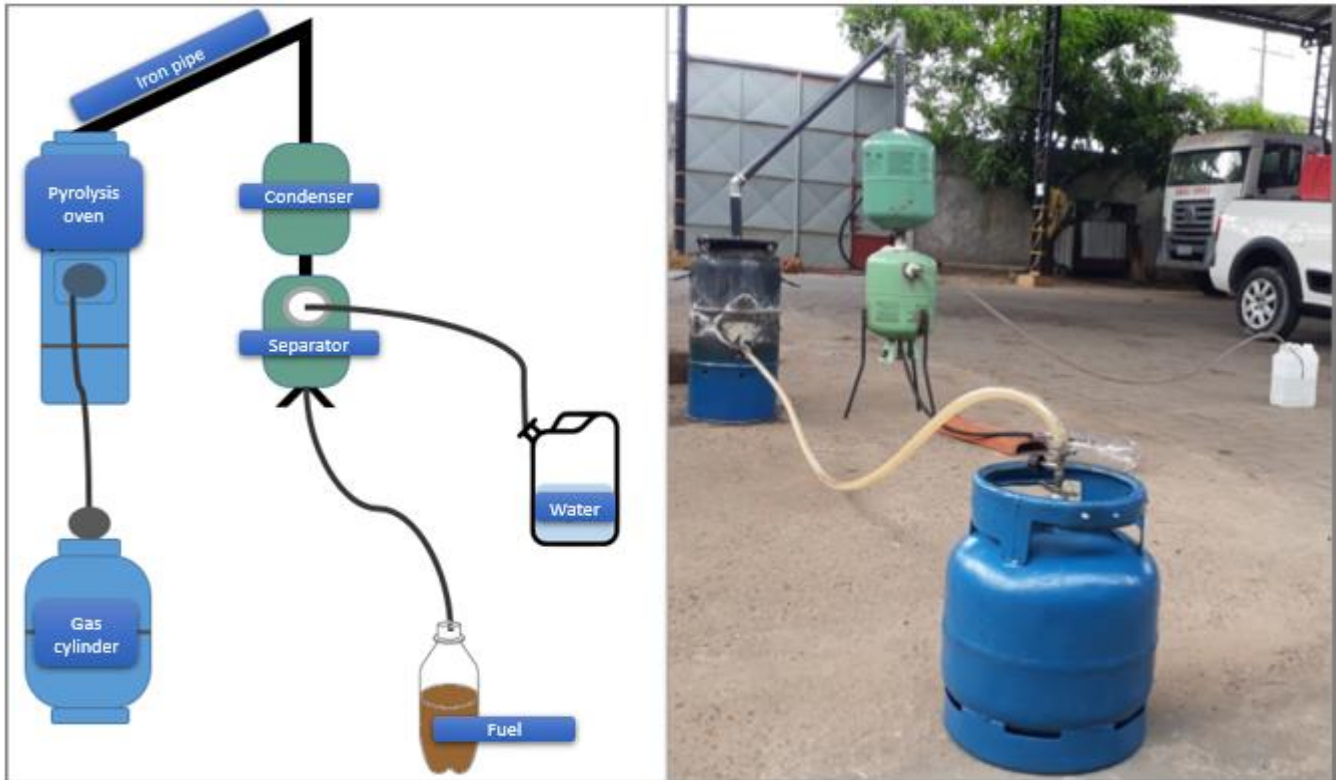 Iron pipe
Pyrolysis
oven
Condenser
Separator
Water
Gas
cylinder
Fuel